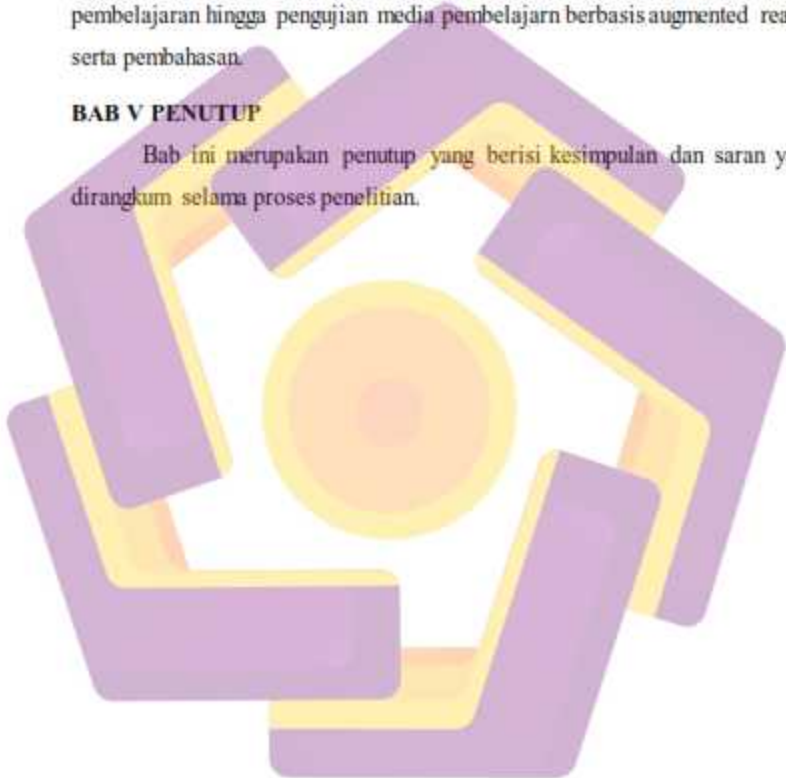 pembelajaran hingga pengujian media pembelajarn berbasis augmented rea
serta pembahasan.
BAB V PENUTUP
Bab ini merupakan penutup yang berisi kesimpulan dan saran y
dirangkum selama proses penelitian.